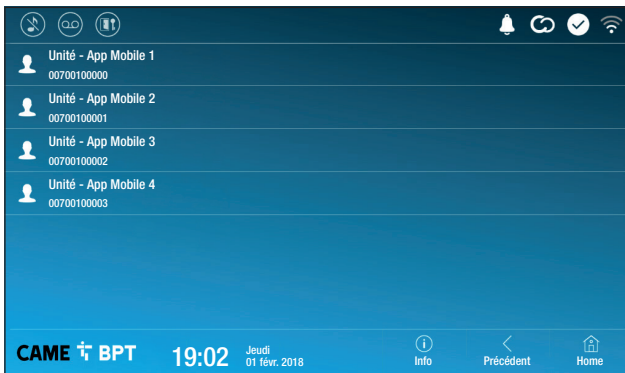 Unité - App Mobile 1
00700100000
Unité - App Mobile 2
00700100001
Unité - App Mobile 3
00700100002
Unité - App Mobile 4
00700100003
CAME BPT
19:02
Jeudi
01 févr. 2018
Info
Précédent
Home